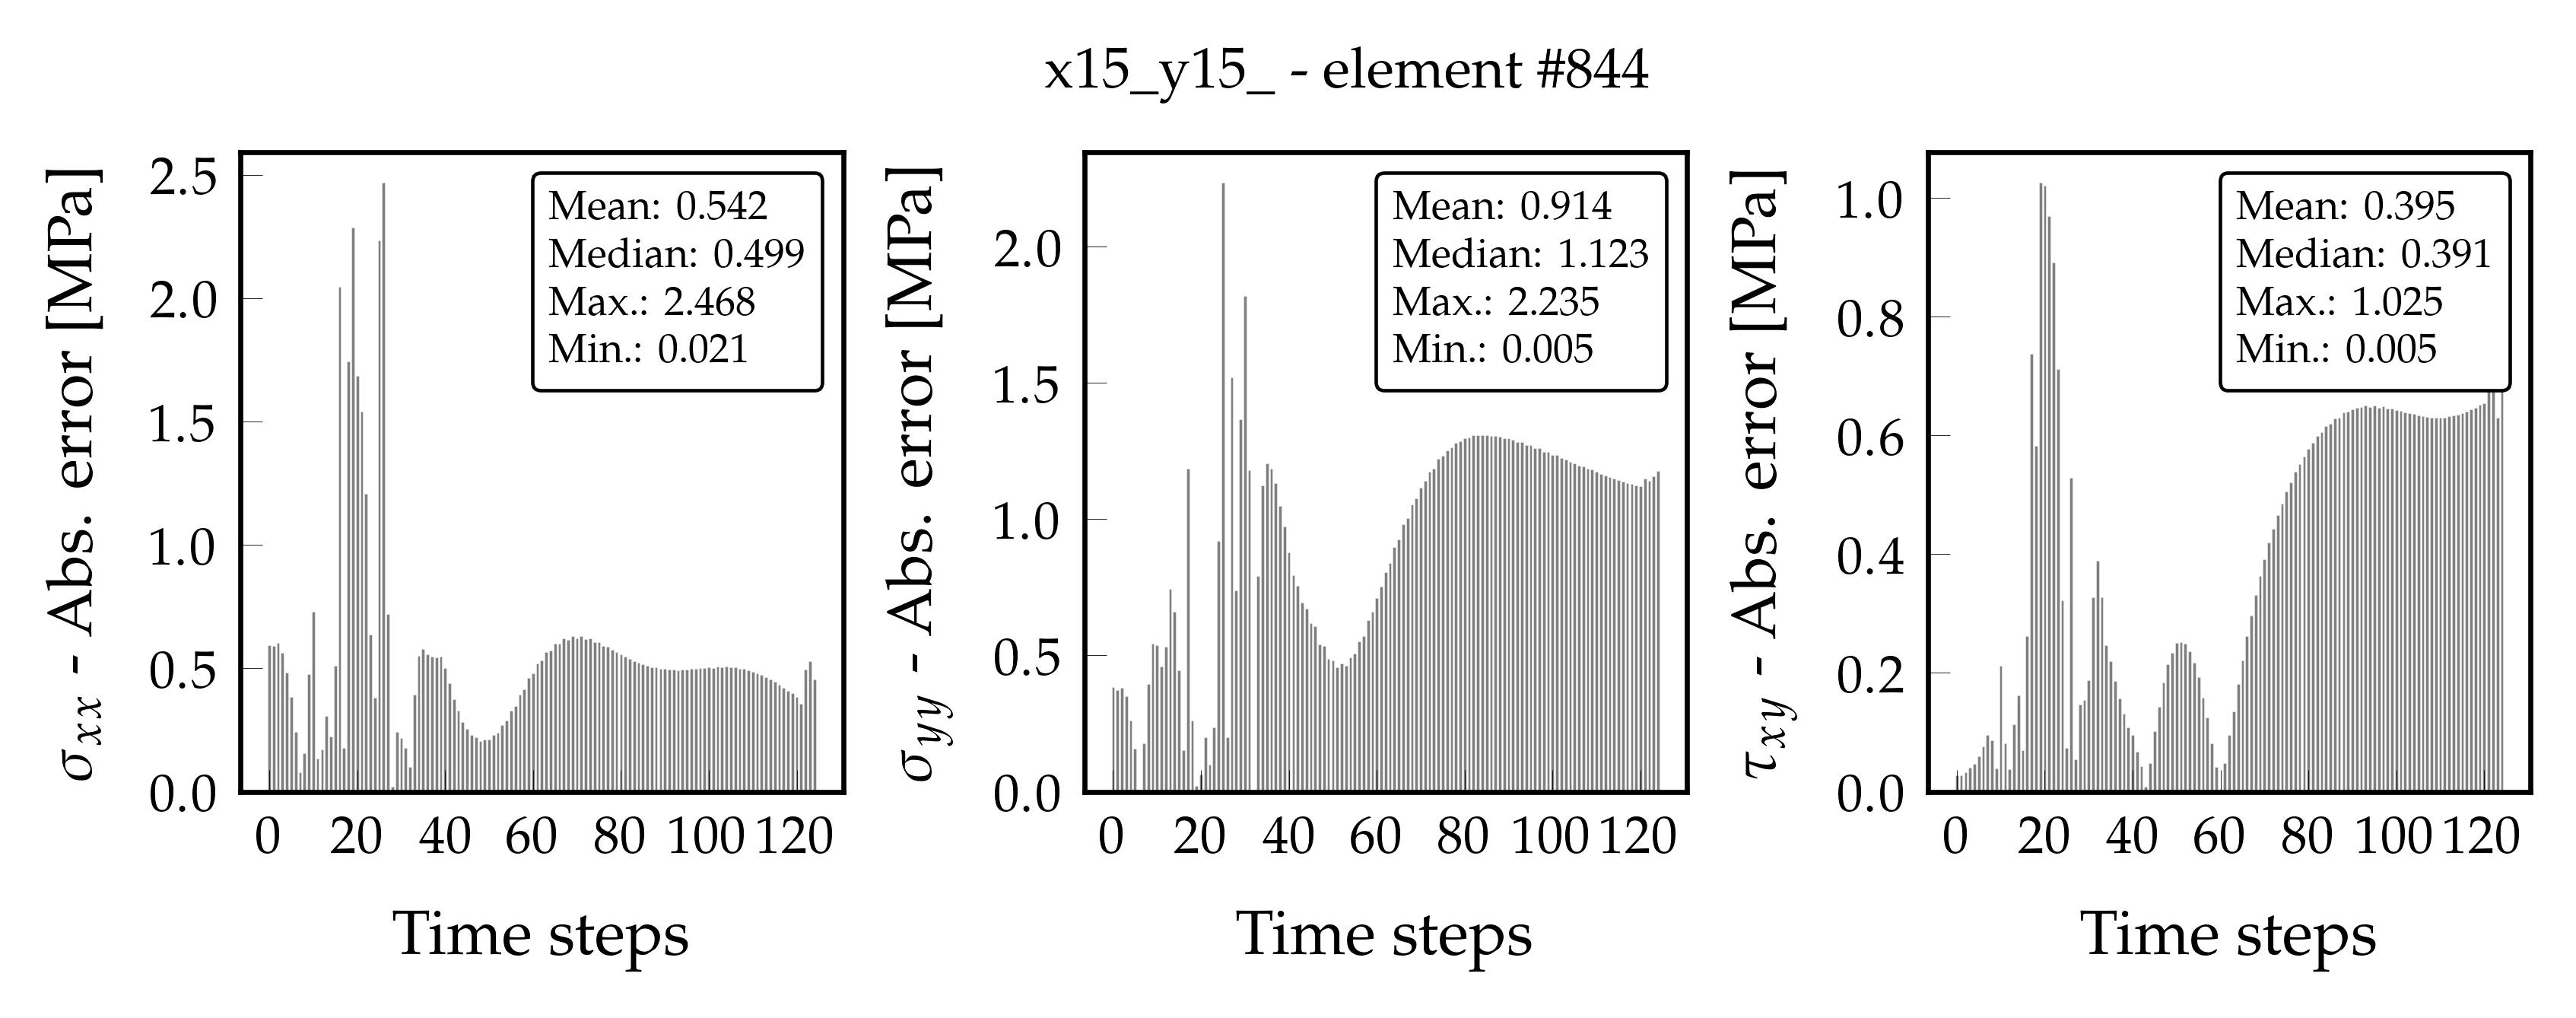 x15_y15_ - element #844
σxx - Abs. error [MPa]
2.5
2.0
1.5
1.0
0.5
0.0
Mean: 0.542
Median: 0.499
Max.: 2.468
Min.: 0.021
0 20 40 60 80 100 120
Time steps
σyy - Abs. error [MPa]
2.0
1.5
1.0
0.5
0.0
Mean: 0.914
Median: 1.123
Max.: 2.235
Min.: 0.005
0 20 40 60 80 100 120
Time steps
τxy - Abs. error [MPa]
1.0
0.8
0.6
0.4
0.2
0.0
Mean: 0.395
Median: 0.391
Max.: 1.025
Min.: 0.005
0 20 40 60 80 100 120
Time steps